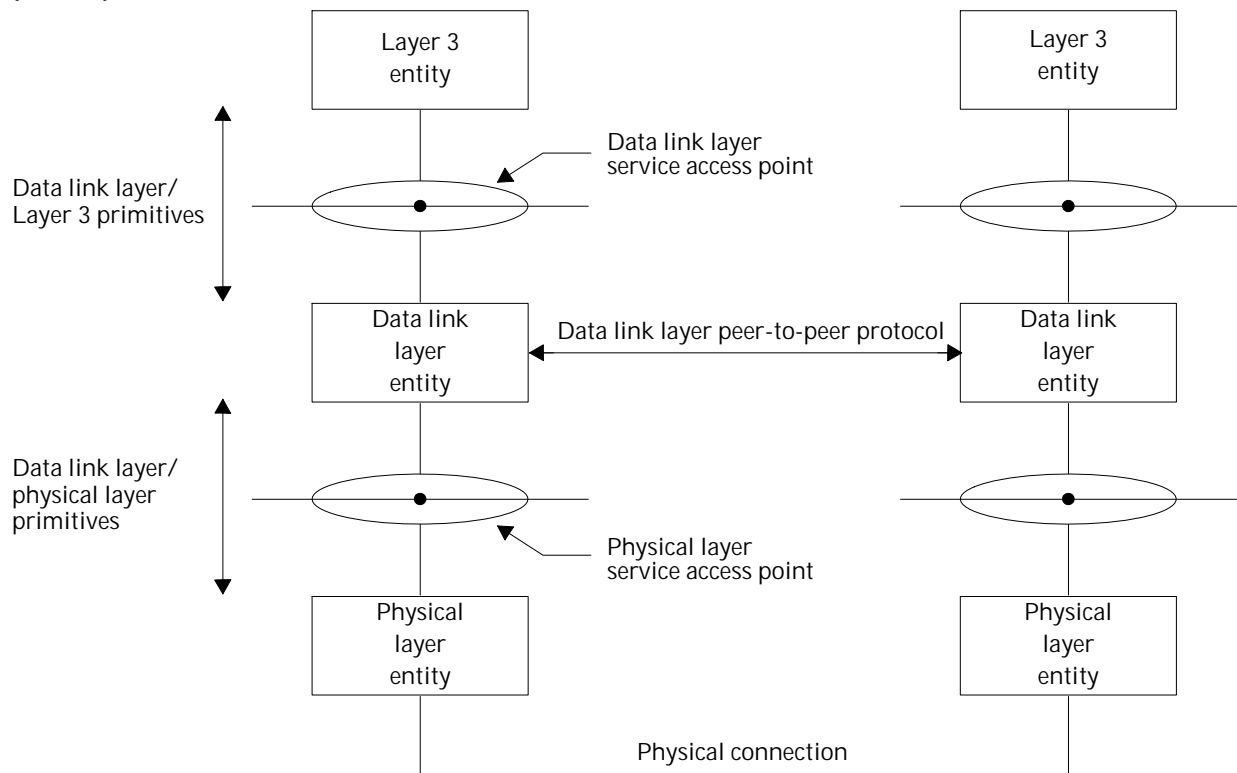 Layer 3
entity
Layer 3
entity
Data link layer
service access point
Data link layer/
Layer 3 primitives
Data link
layer
entity
Data link layer peer-to-peer protocol
Data link
layer
entity
Data link layer/
physical layer
primitives
Physical layer
service access point
Physical
layer
entity
Physical
layer
entity
Physical connection